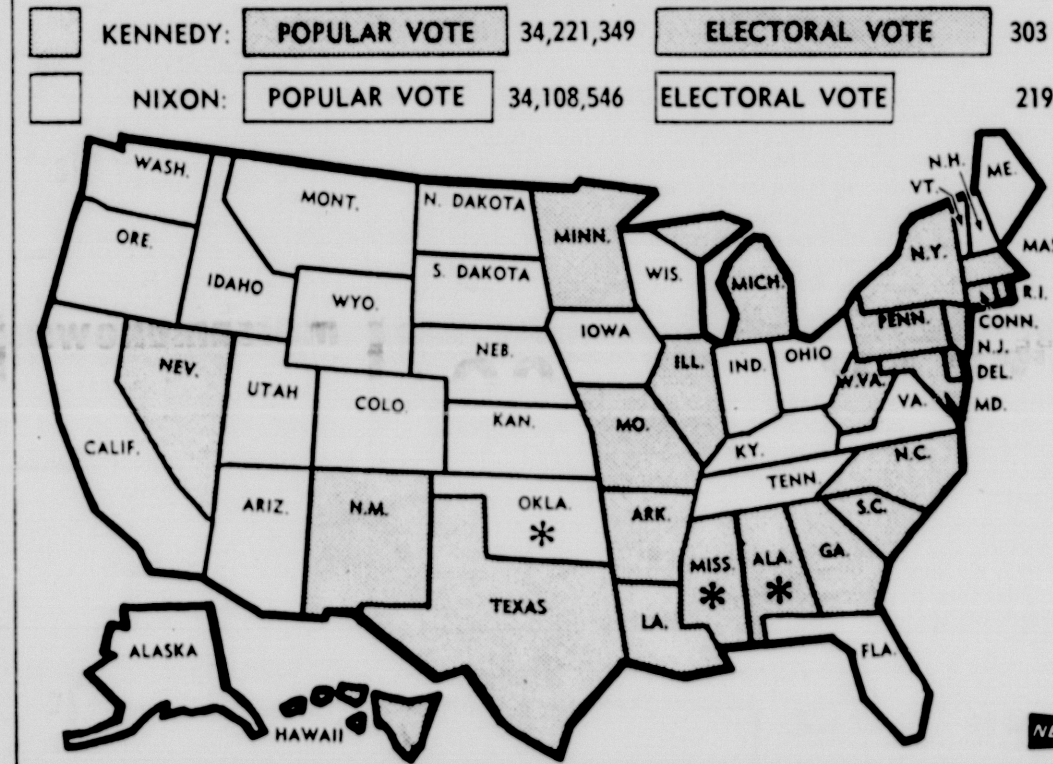 KENNEDY: POPULAR VOTE 34,221,349 ELECTORAL VOTE 303
NIXON: POPULAR VOTE 34,108,546 ELECTORAL VOTE 219
WASH.
MONT.
N. DAKOTA
MINN.
N.H.
ME.
VT.
ORE.
IDAHO
S. DAKOTA
WIS.
MICH.
N.Y.
WYO.
R.I.
IOWA
PENN.
CONN.
NEV.
NEB.
ILL.
IND.
OHIO
N.J.
UTAH
COLO.
W.VA.
DEL.
CALIF.
KAN.
MO.
KY.
VA.
MD.
TENN.
N.C.
ARIZ.
N.M.
OKLA.
*
ARK.
S.C.
MISS.
*
ALA.
*
GA.
TEXAS
LA.
FLA.
ALASKA
HAWAII